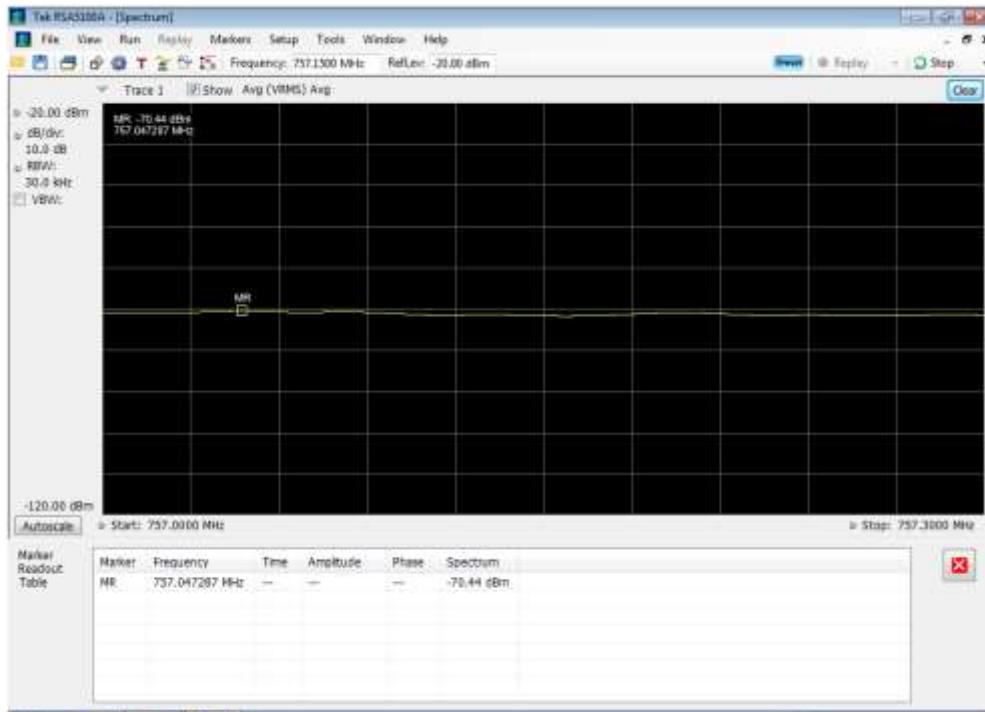 Tek RSA5100A - [Spectrum]
File View Run Replay Markers Setup Tools Window Help
Frequency: 757.1500 MHz RefLev: -20.00 dBm Preset Replay Stop
Trace 1 Show Avg (VRMS) Avg Clear
-20.00 dBm
dB/div:
10.0 dB
RBW:
30.0 kHz
VBW:
MR: -70.44 dBm
757.047287 MHz
MR
-120.00 dBm
Autoscale Start: 757.0000 MHz Stop: 757.3000 MHz
Marker
Readout
Table
Marker Frequency Time Amplitude Phase Spectrum
MR 757.047287 MHz --- --- --- -70.44 dBm